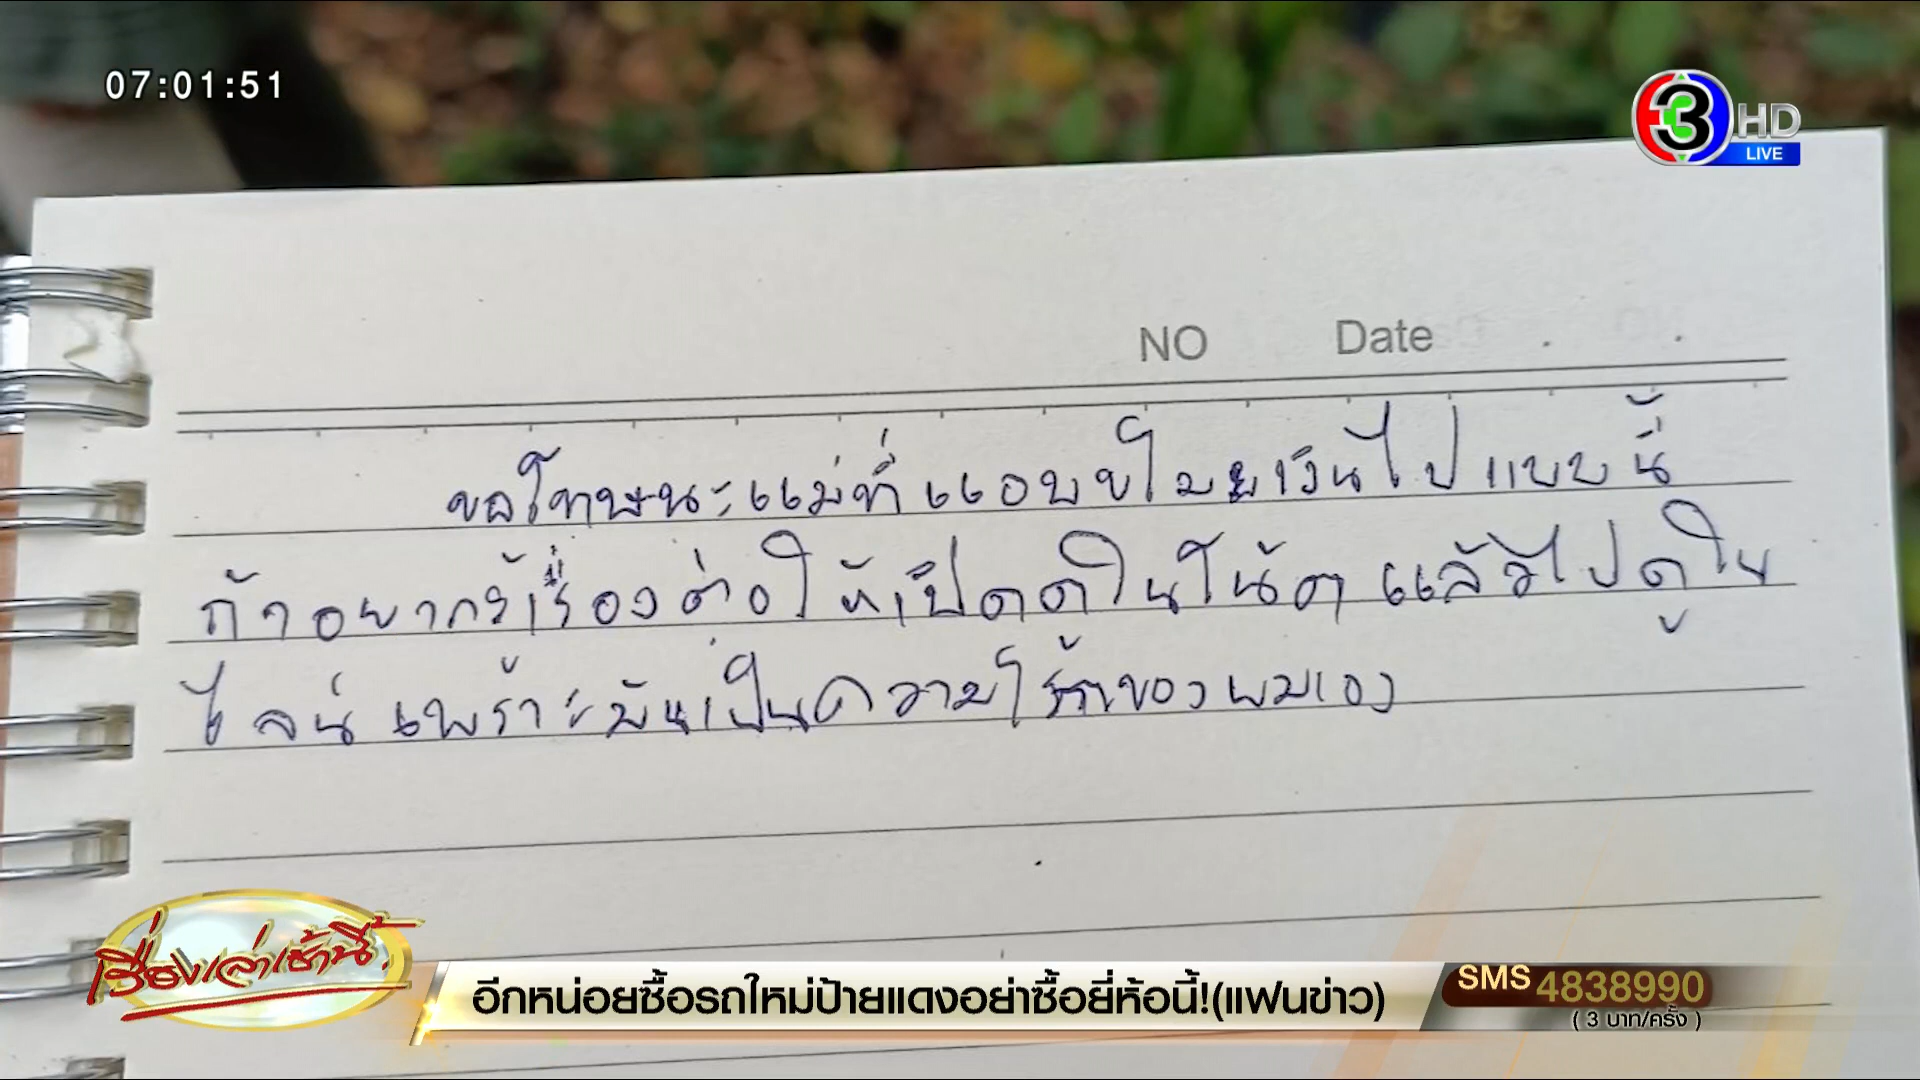 07:01:51
3 HD
LIVE
NO Date
ขอโทษนะแม่ที่แอบขโมยเงินไปแบบนี้
ถ้าอยากรู้เรื่องต่อให้เปิดดูในโน้ต แล้วไปดูใน
ไลน์ เพราะมันเป็นความของผมเอง
เรื่องเล่าเช้านี้
อีกหน่อยซื้อรถใหม่ป้ายแดงอย่าซื้อยี่ห้อนี้!(แฟนข่าว)
SMS 4838990
( 3 บาท/ครั้ง )